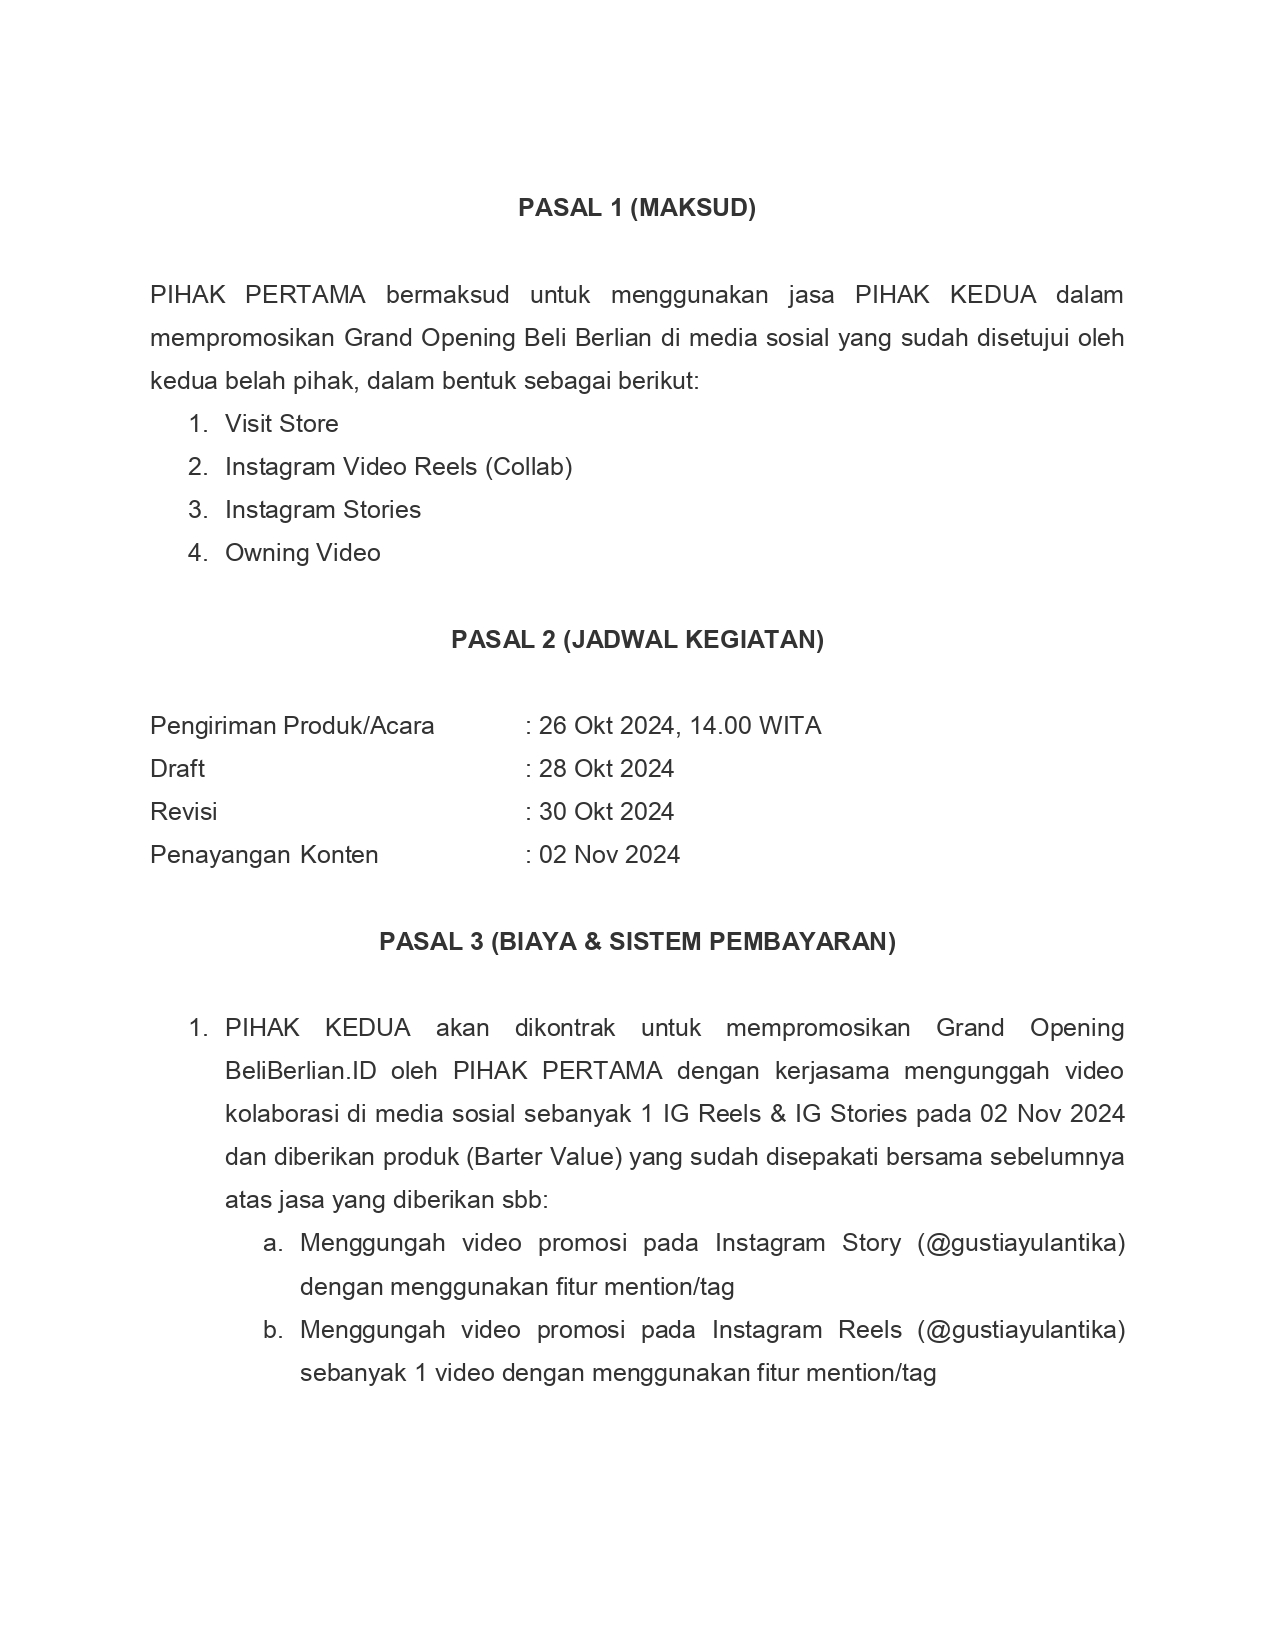 PASAL 1 (MAKSUD)
PIHAK PERTAMA bermaksud untuk menggunakan jasa PIHAK KEDUA dalam
mempromosikan Grand Opening Beli Berlian di media sosial yang sudah disetujui oleh
kedua belah pihak, dalam bentuk sebagai berikut:
1. Visit Store
2. Instagram Video Reels (Collab)
3. Instagram Stories
4. Owning Video
PASAL 2 (JADWAL KEGIATAN)
Pengiriman Produk/Acara : 26 Okt 2024, 14.00 WITA
Draft : 28 Okt 2024
Revisi : 30 Okt 2024
Penayangan Konten : 02 Nov 2024
PASAL 3 (BIAYA & SISTEM PEMBAYARAN)
1. PIHAK KEDUA akan dikontrak untuk mempromosikan Grand Opening
BeliBerlian.ID oleh PIHAK PERTAMA dengan kerjasama mengunggah video
kolaborasi di media sosial sebanyak 1 IG Reels & IG Stories pada 02 Nov 2024
dan diberikan produk (Barter Value) yang sudah disepakati bersama sebelumnya
atas jasa yang diberikan sbb:
a. Menggungah video promosi pada Instagram Story (@gustiayulantika)
dengan menggunakan fitur mention/tag
b. Menggungah video promosi pada Instagram Reels (@gustiayulantika)
sebanyak 1 video dengan menggunakan fitur mention/tag